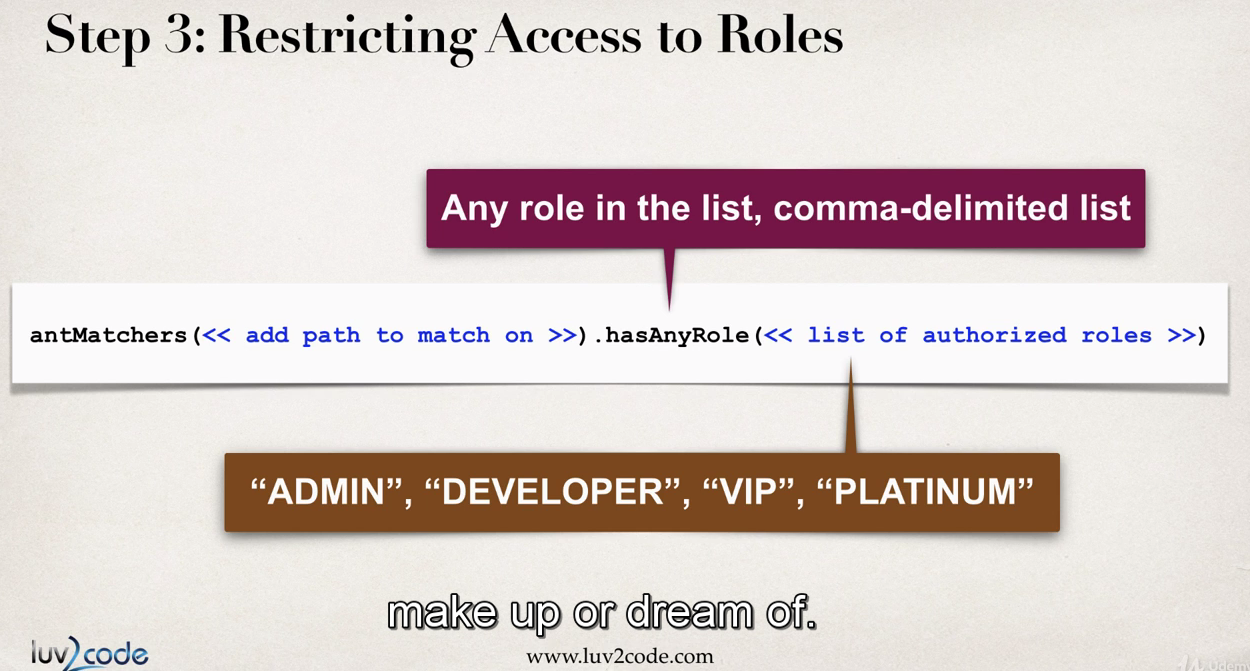 Step 3: Restricting Access to Roles
Any role in the list, comma-delimited list
antMatchers(<< add path to match on >>).hasAnyRole(<< list of authorized roles >>)
“ADMIN”, “DEVELOPER”, “VIP”, “PLATINUM”
make up or dream of.
luv2code
www.luv2code.com
Udemy